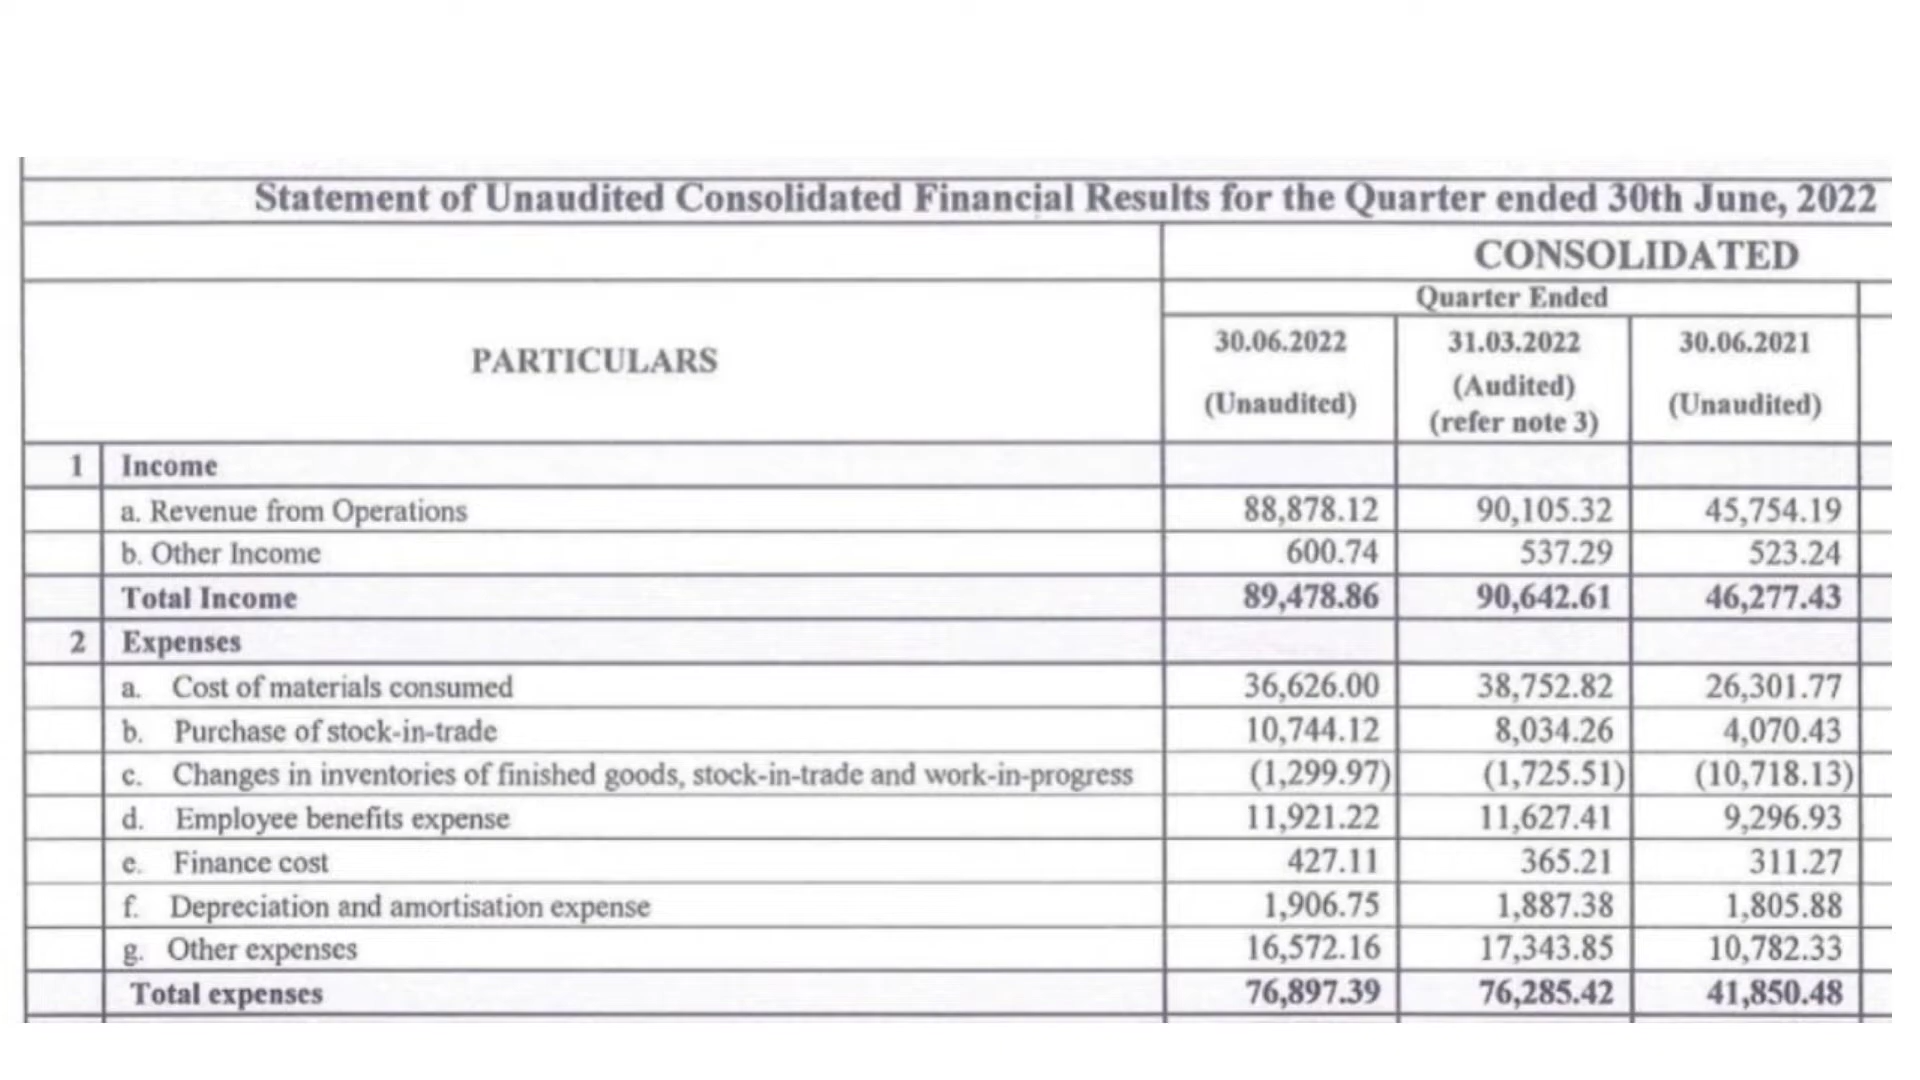 Statement of Unaudited Consolidated Financial Results for the Quarter ended 30th June, 2022
CONSOLIDATED
PARTICULARS
Quarter Ended
30.06.2022 31.03.2022 30.06.2021
(Unaudited) (Audited) (refer note 3) (Unaudited)
1 Income
a. Revenue from Operations 88,878.12 90,105.32 45,754.19
b. Other Income 600.74 537.29 523.24
Total Income 89,478.86 90,642.61 46,277.43
2 Expenses
a. Cost of materials consumed 36,626.00 38,752.82 26,301.77
b. Purchase of stock-in-trade 10,744.12 8,034.26 4,070.43
c. Changes in inventories of finished goods, stock-in-trade and work-in-progress (1,299.97) (1,725.51) (10,718.13)
d. Employee benefits expense 11,921.22 11,627.41 9,296.93
e. Finance cost 427.11 365.21 311.27
f. Depreciation and amortisation expense 1,906.75 1,887.38 1,805.88
g. Other expenses 16,572.16 17,343.85 10,782.33
Total expenses 76,897.39 76,285.42 41,850.48